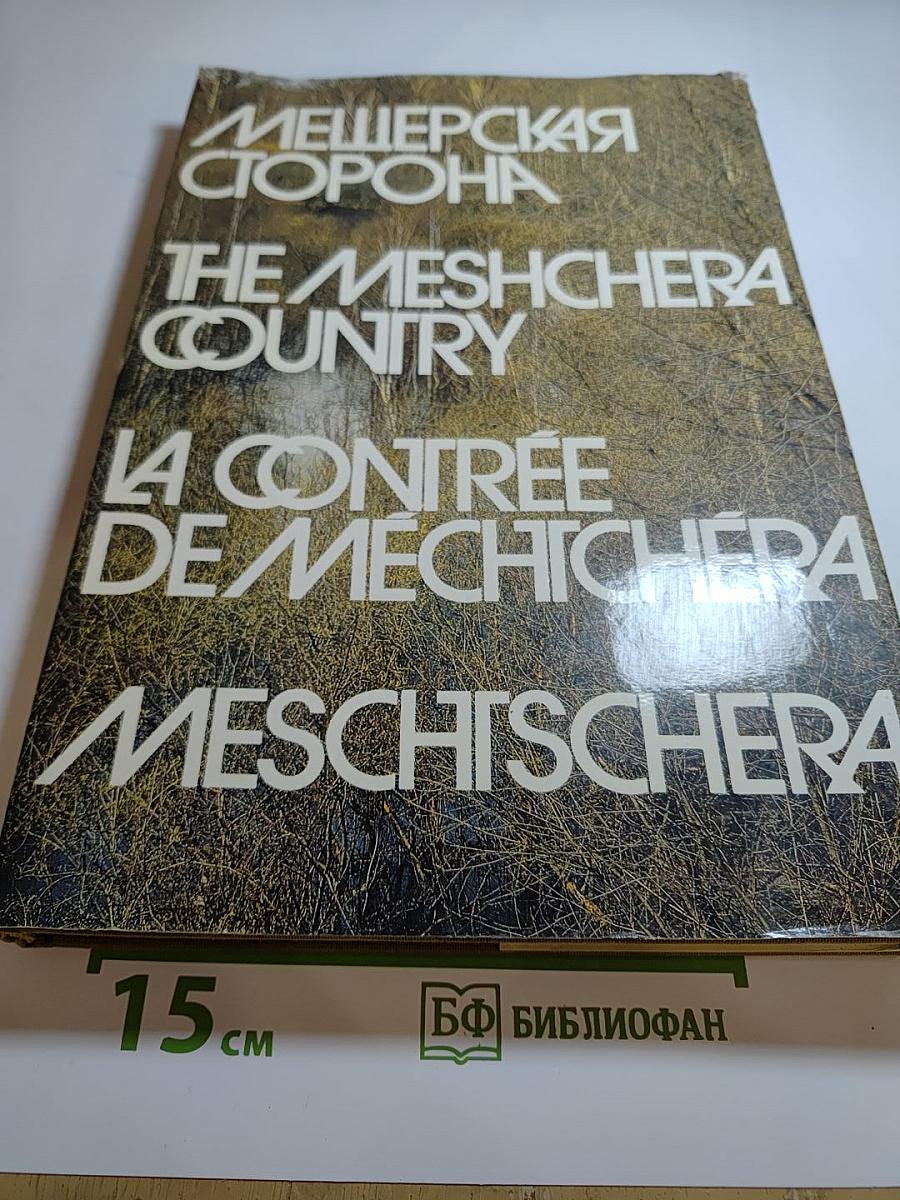 МЕЩЕРСКАЯ
СТОРОНА
THE MESHCHERA
COUNTRY
LA CONTRÉE
DE MÉCHTCHÉRA
MESCHTSCHERA
15 см
БФ БИБЛИОФАН